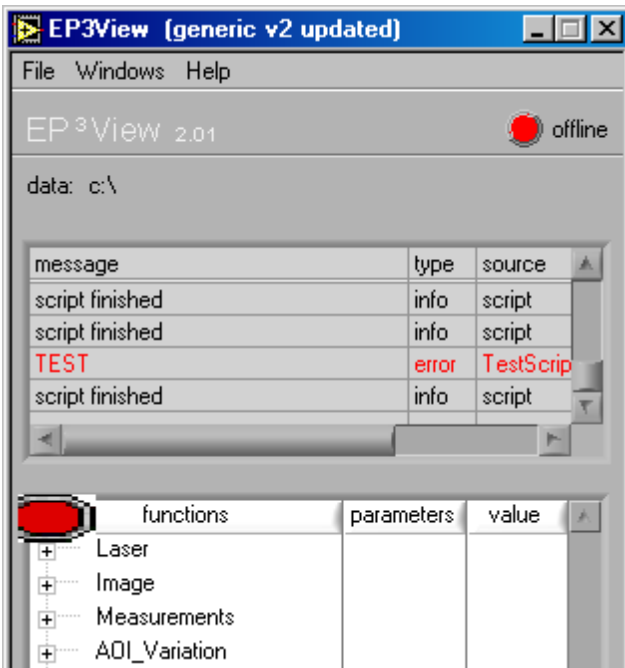 EP3View (generic v2 updated)
File Windows Help
EP³View 2.01 offline
data: c:\
message type source
script finished info script
script finished info script
TEST error TestScrip
script finished info script
functions parameters value
Laser
Image
Measurements
AOI_Variation